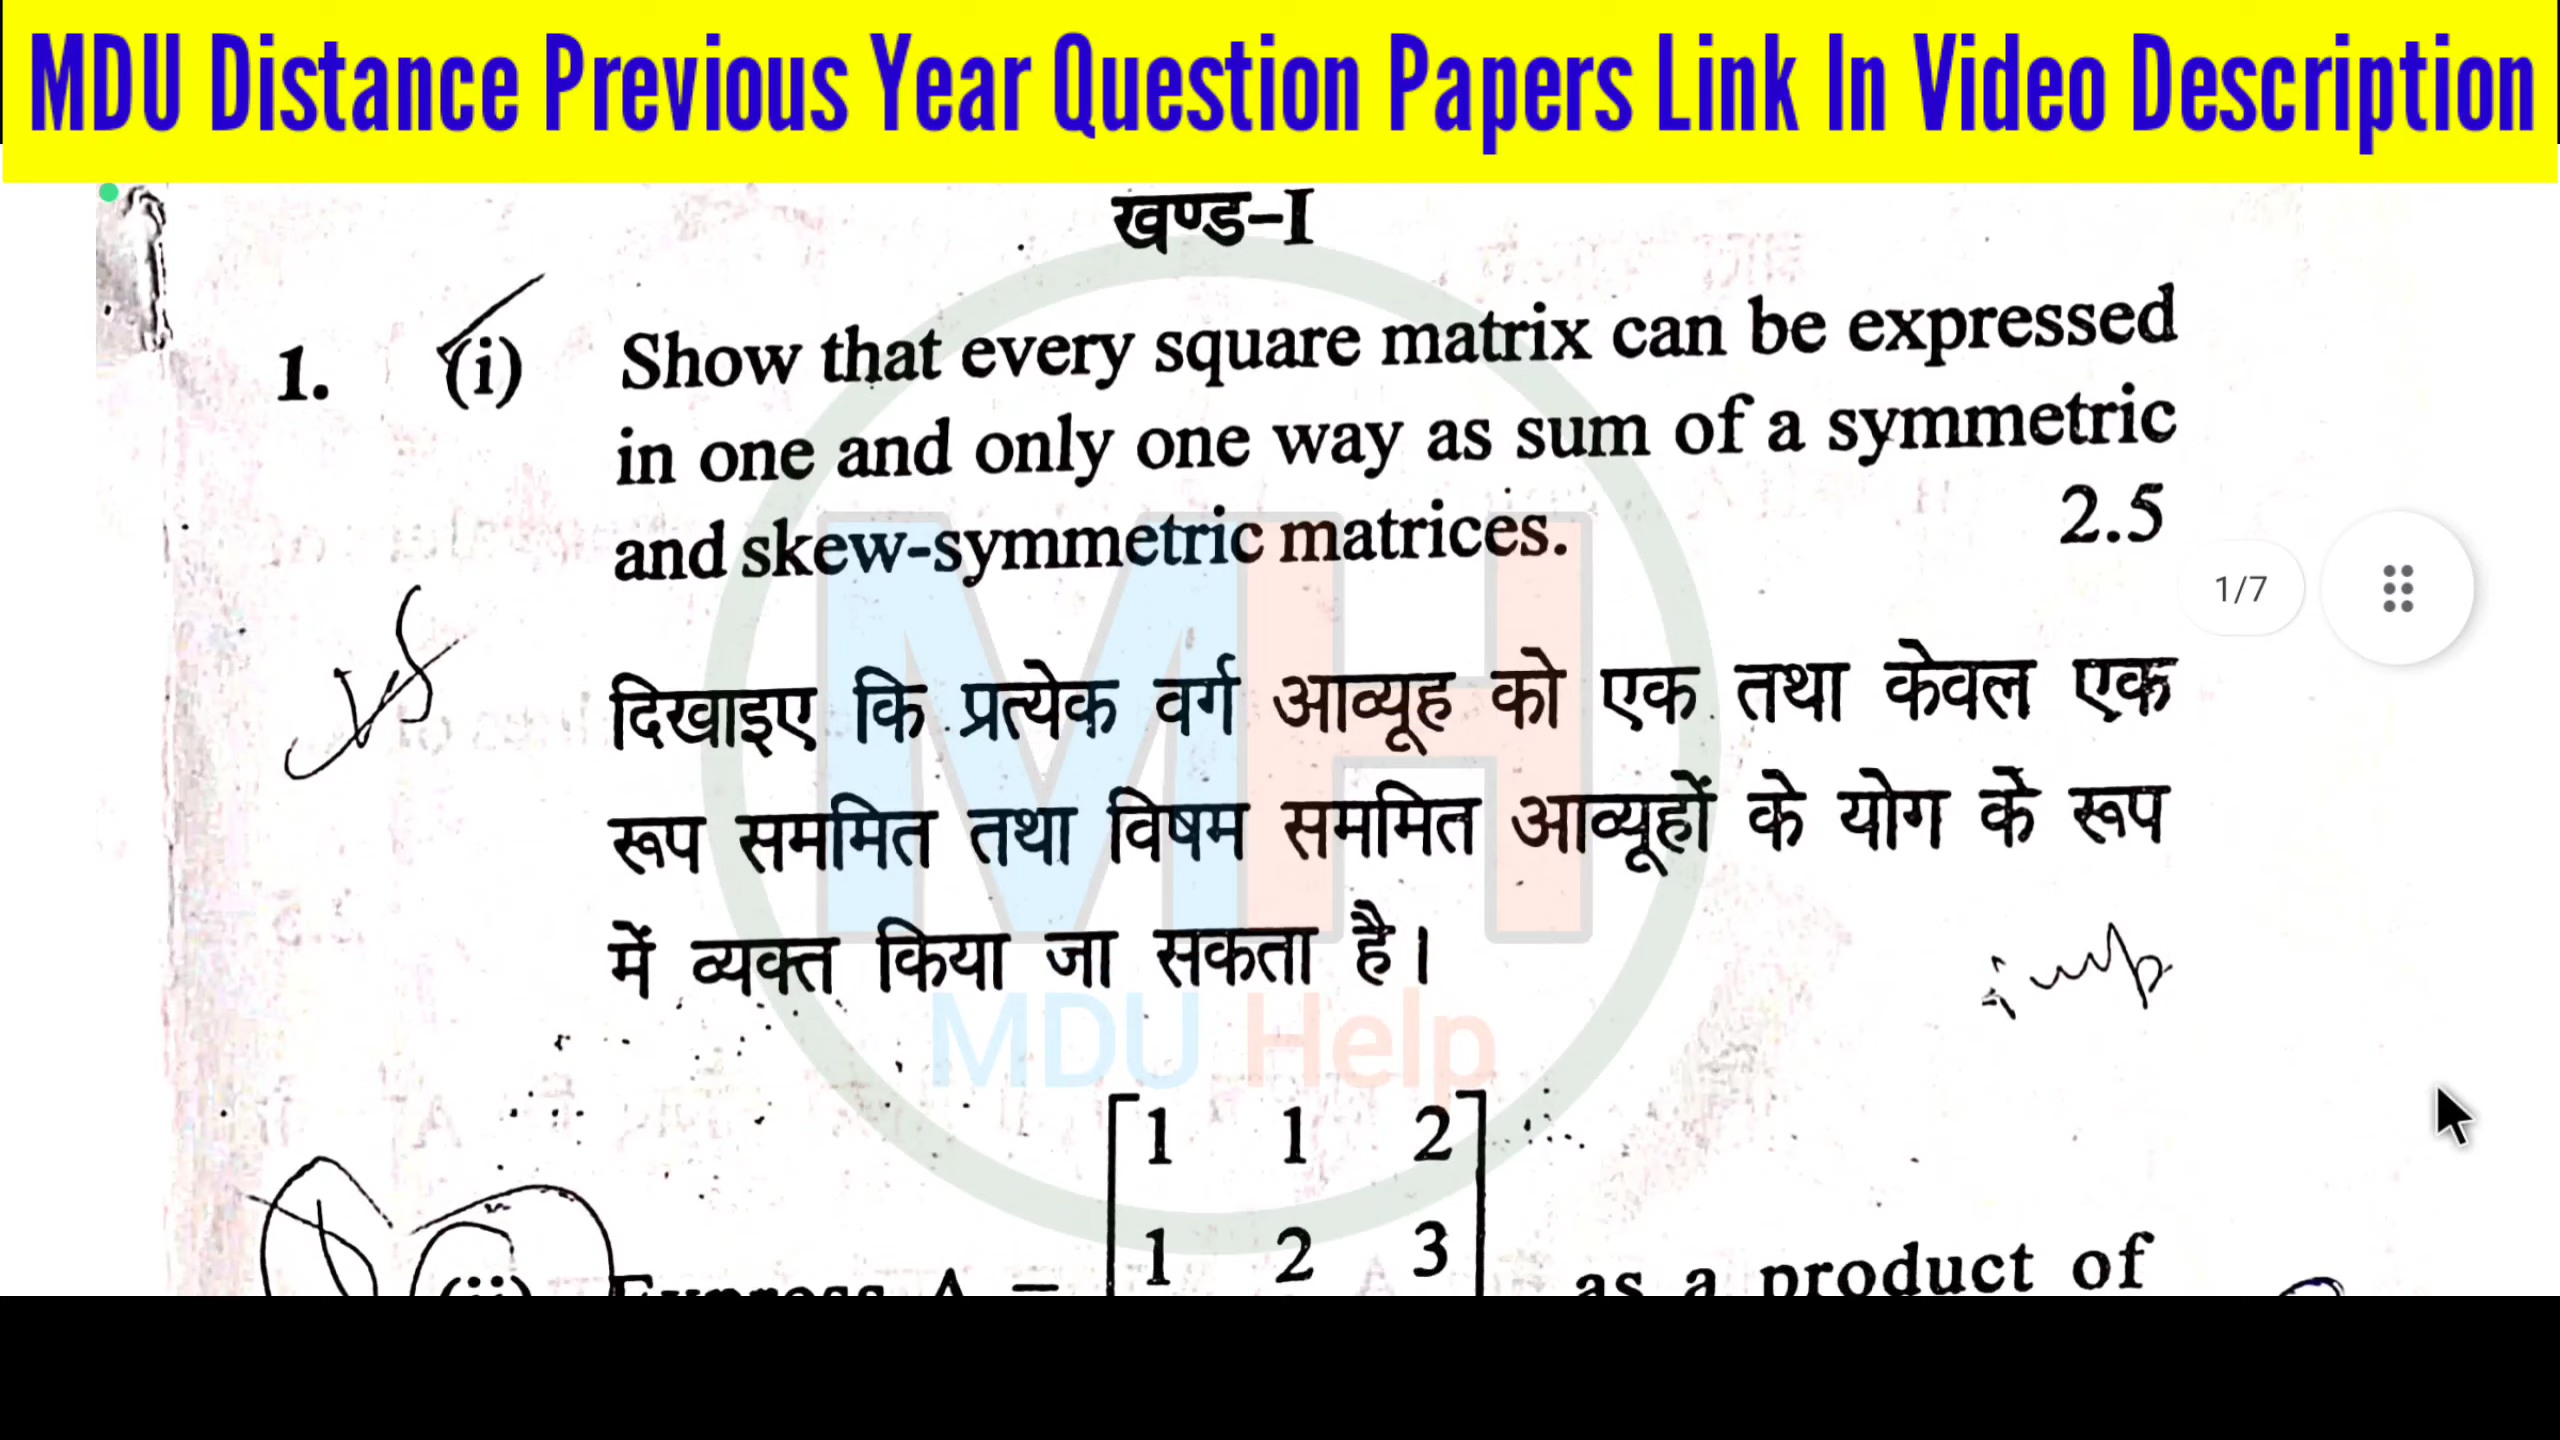 MDU Distance Previous Year Question Papers Link In Video Description
खण्ड-I
1. (i) Show that every square matrix can be expressed
in one and only one way as sum of a symmetric
and skew-symmetric matrices. 2.5
1/7
दिखाइए कि प्रत्येक वर्ग आव्यूह को एक तथा केवल एक
रूप सममित तथा विषम सममित आव्यूहों के योग के रूप
में व्यक्त किया जा सकता है।
imp
MH
MDU Help
1 1 2
1 2 3
(ii) Express A = as a product of